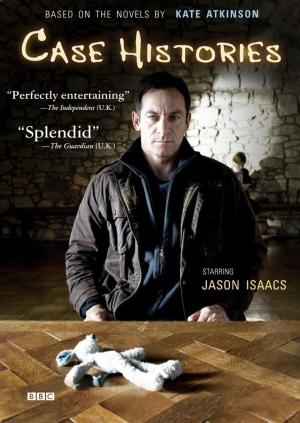 BASED ON THE NOVELS BY KATE ATKINSON
CASE HISTORIES
“Perfectly entertaining”
—The Independent (U.K.)
“Splendid”
—The Guardian (U.K.)
STARRING
JASON ISAACS
BBC